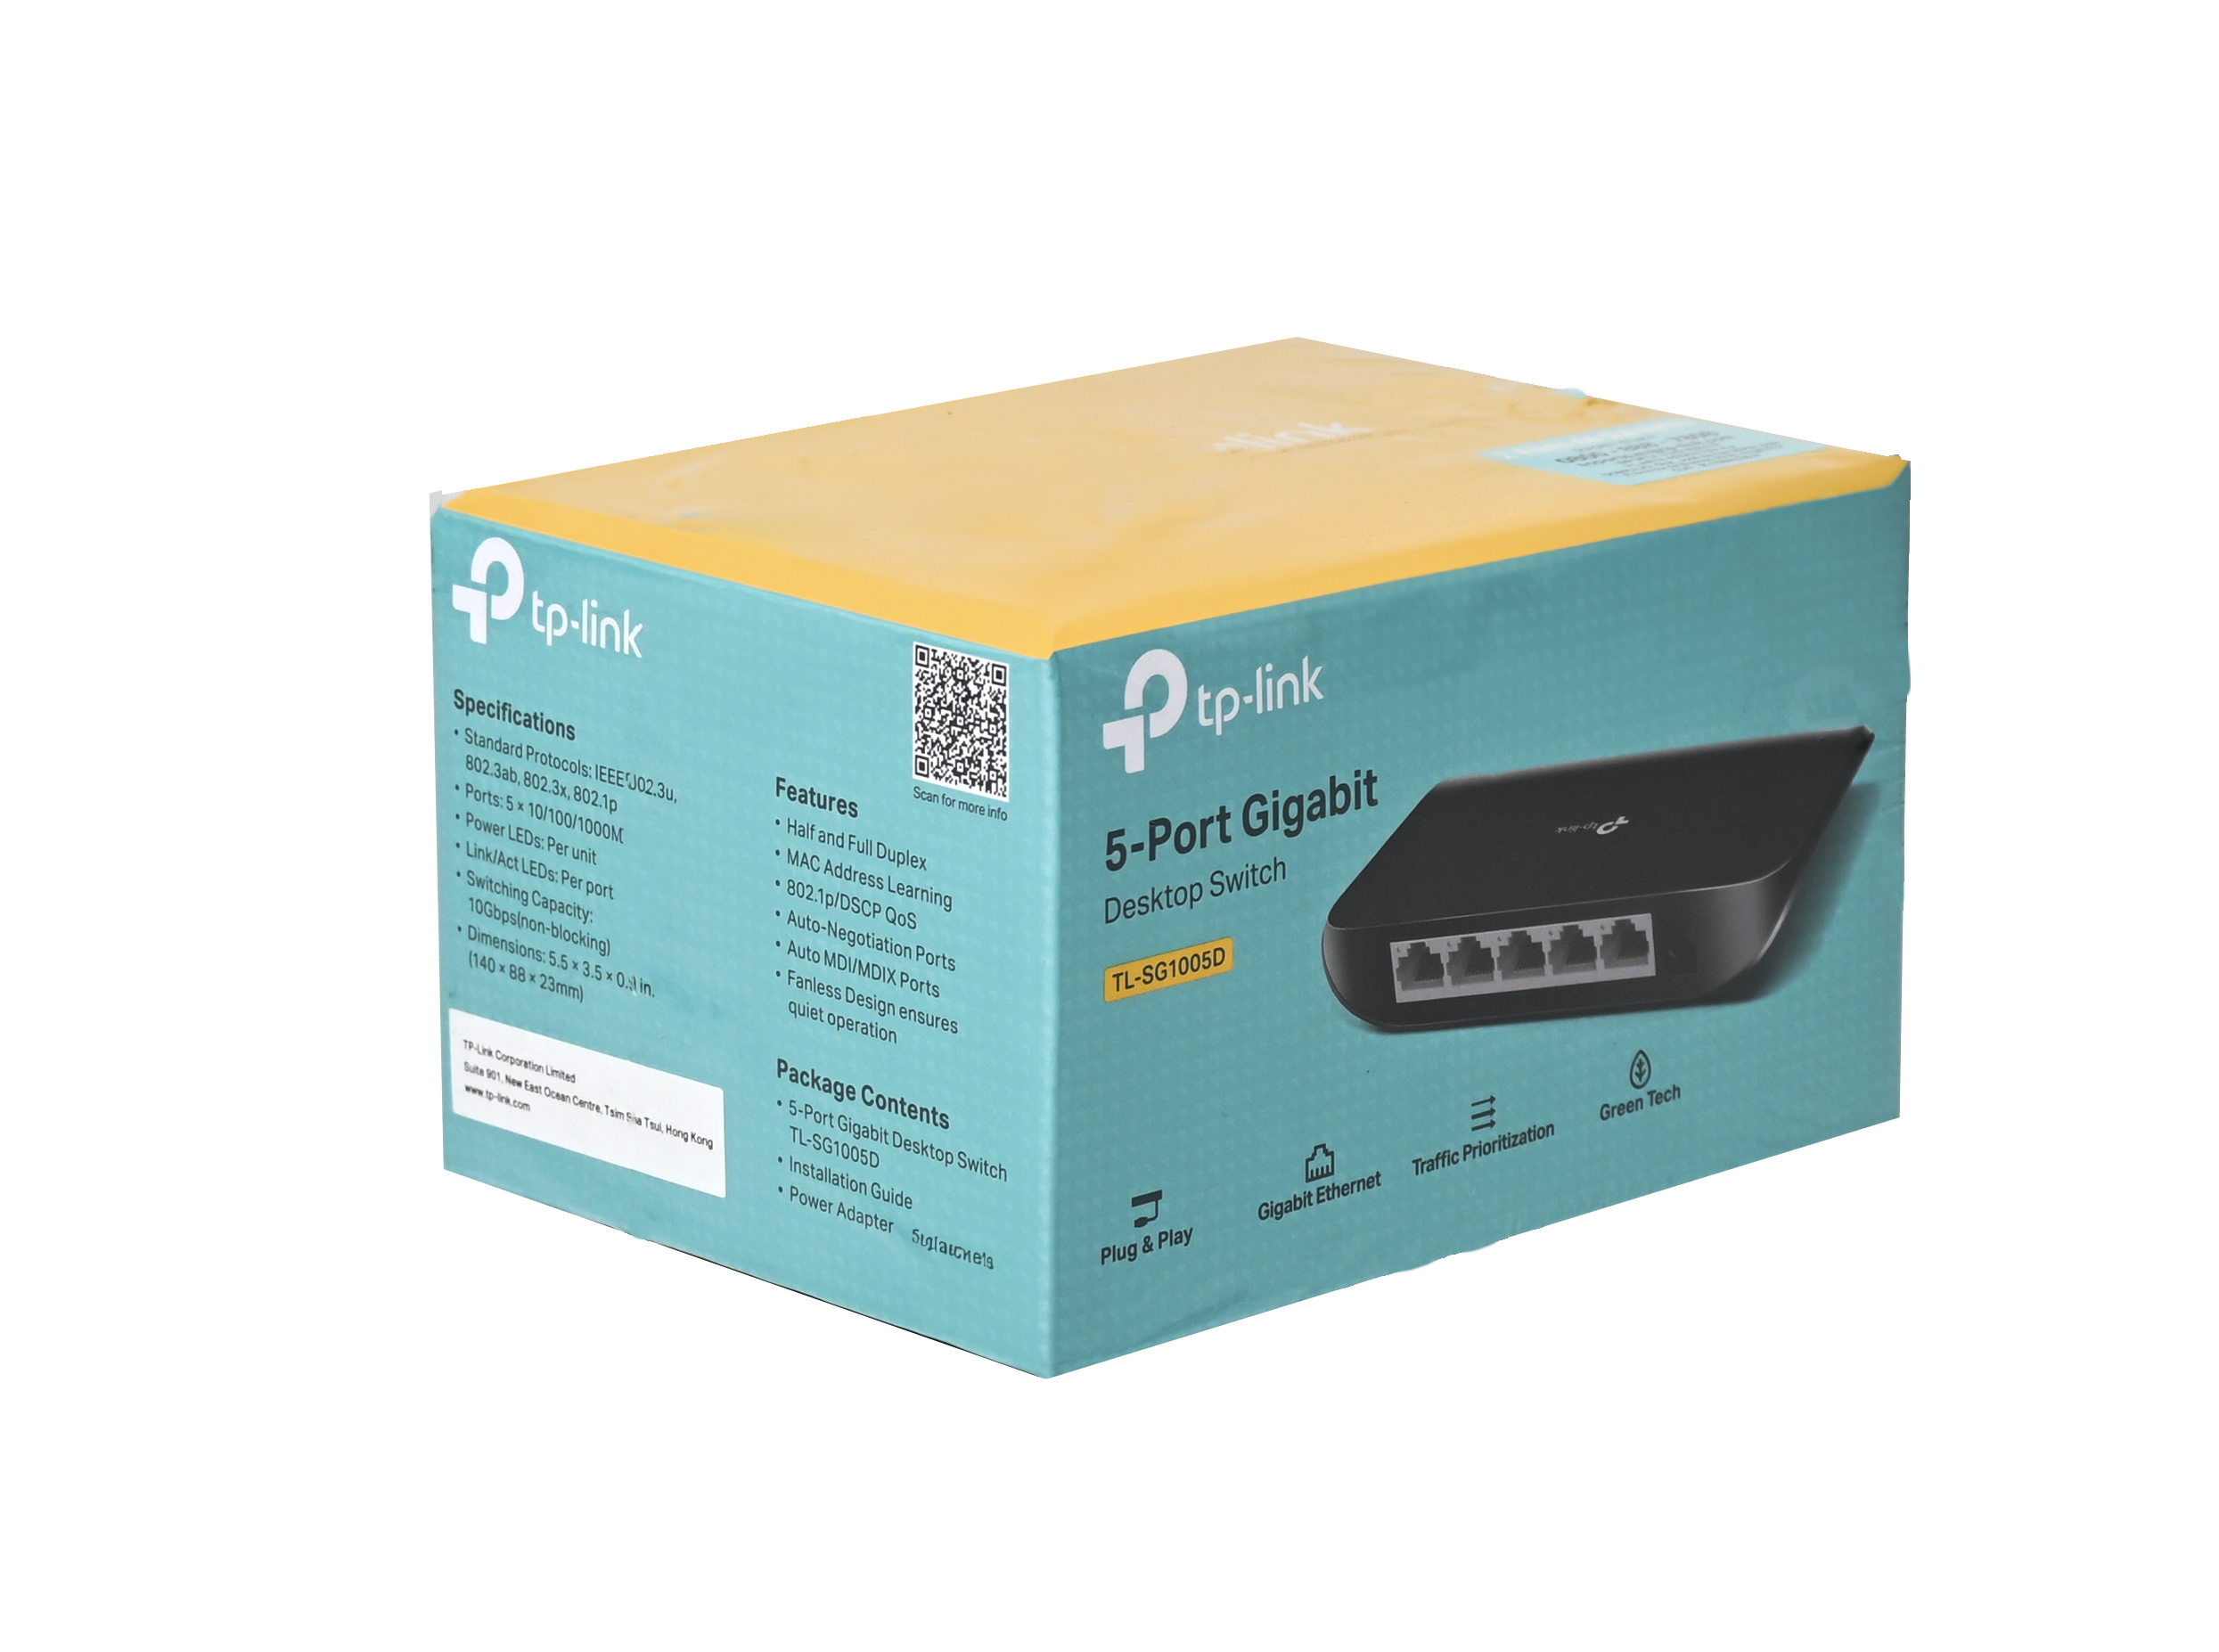 tp-link
Specifications
• Standard Protocols: 802.3u,
802.3ab, 802.3x, 802.1p
• Ports: 5 × 10/100/1000M
• Power LEDs: Per unit
• Link/Act LEDs: Per port
• Switching Capacity:
10Gbps(non-blocking)
• Dimensions: 5.5 × 3.5 × in.
(140 × 88 × 23mm)
TP-Link Corporation Limited
Suite 901, New East Ocean Centre, Tsim Tsui, Hong Kong
www.tp-link.com
Scan for more info
Features
• Half and Full Duplex
• MAC Address Learning
• 802.1p/DSCP QoS
• Auto-Negotiation Ports
• Auto MDI/MDIX Ports
• Fanless Design ensures
quiet operation
Package Contents
• 5-Port Gigabit Desktop Switch
TL-SG1005D
• Installation Guide
• Power Adapter
link
tp-link
5-Port Gigabit
Desktop Switch
TL-SG1005D
tp-link
Plug & Play
Gigabit Ethernet
Traffic Prioritization
Green Tech